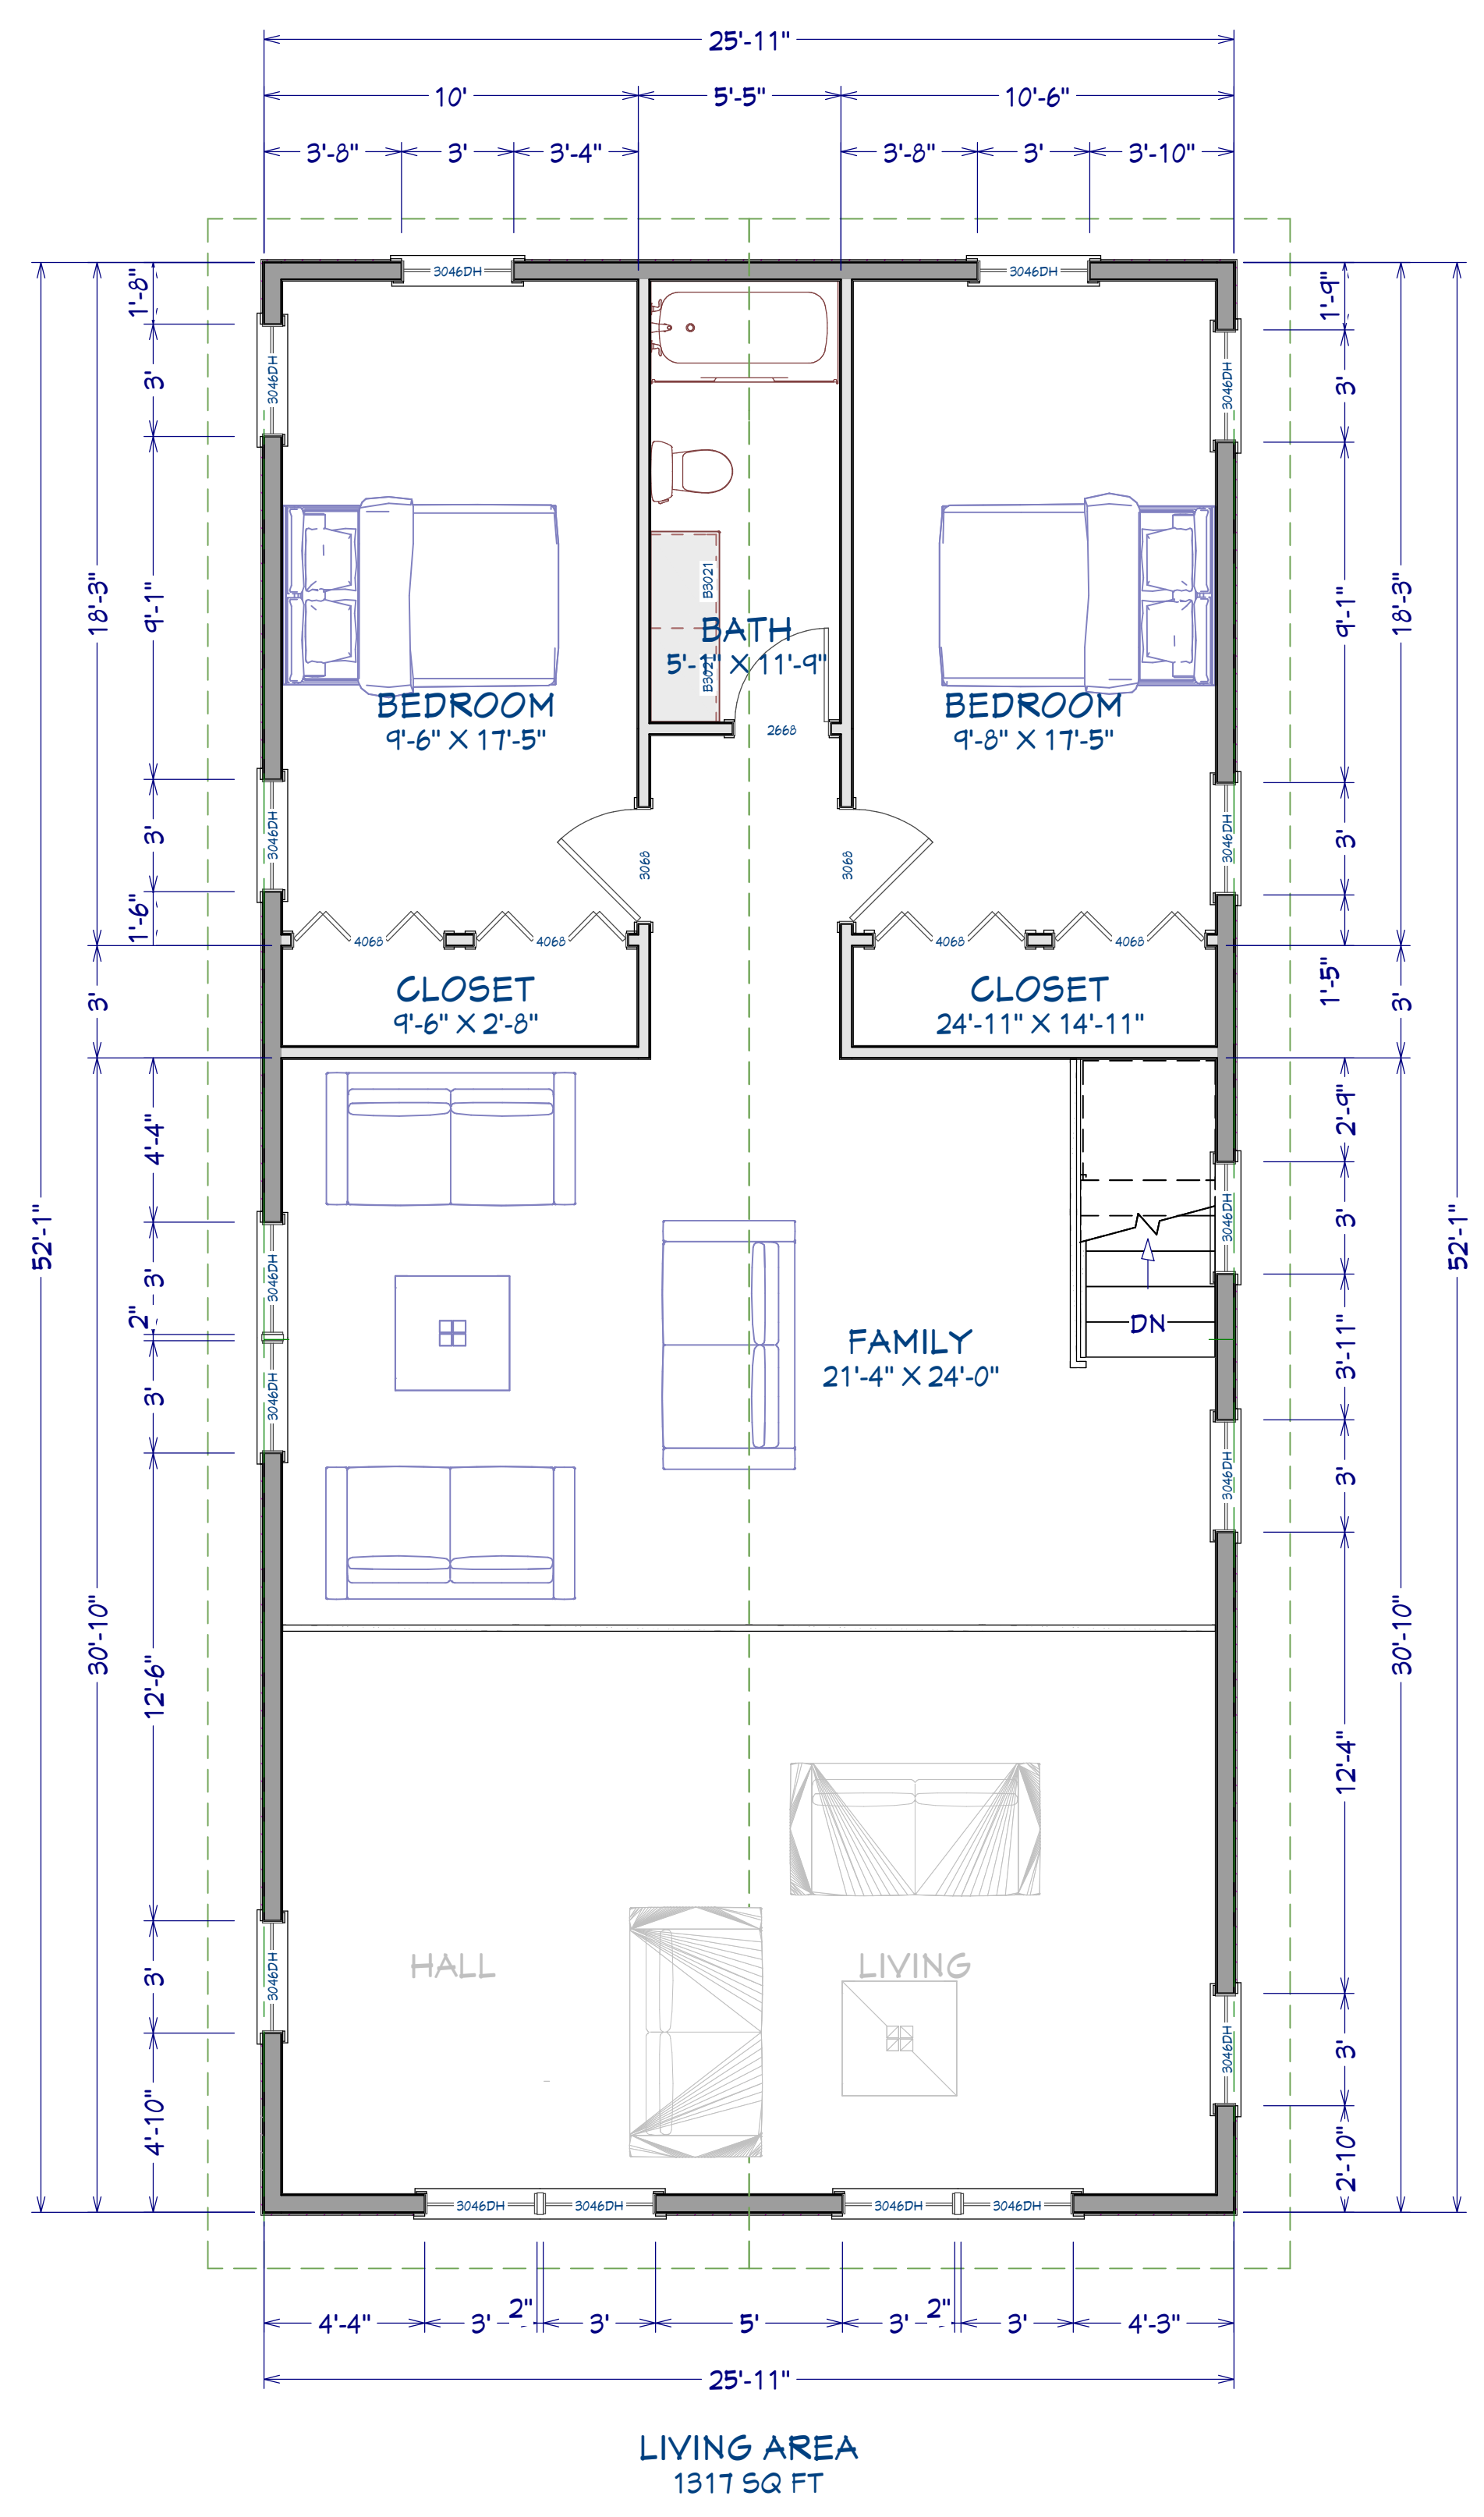 25'-11"
10' 5'-5" 10'-6"
3'-8" 3' 3'-4" 3'-8" 3' 3'-10"
3046DH 3046DH
1'-8" 1'-9"
3046DH 3046DH
3' 3'
B3021
18'-3" 9'-1" 9'-1" 18'-3"
BATH
5'-1" X 11'-9"
B3021
BEDROOM BEDROOM
9'-6" X 17'-5" 9'-8" X 17'-5"
2668
3' 3046DH 3046DH 3'
3068 3068
1'-6"
4068 4068 4068 4068
CLOSET CLOSET
9'-6" X 2'-8" 24'-11" X 14'-11"
3' 1'-5" 3'
4'-4" 2'-9"
52'-1" 52'-1"
3' 3046DH 3046DH 3'
2"
DN
FAMILY
21'-4" X 24'-0"
3' 3046DH 3'-11"
3046DH 3'
30'-10" 30'-10"
12'-6" 12'-4"
HALL LIVING
3' 3046DH
3046DH 3'
4'-10" 2'-10"
3046DH 3046DH 3046DH 3046DH
4'-4" 3' 2" 3' 5' 3' 2" 3' 4'-3"
25'-11"
LIVING AREA
1317 SQ FT